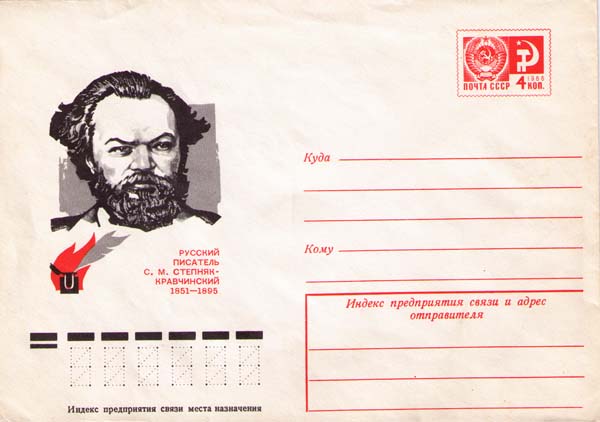 1966
ПОЧТА СССР 4 КОП.
Куда
Кому
РУССКИЙ
ПИСАТЕЛЬ
С. М. СТЕПНЯК-
КРАВЧИНСКИЙ
1851—1895
Индекс предприятия связи и адрес
отправителя
Индекс предприятия связи места назначения